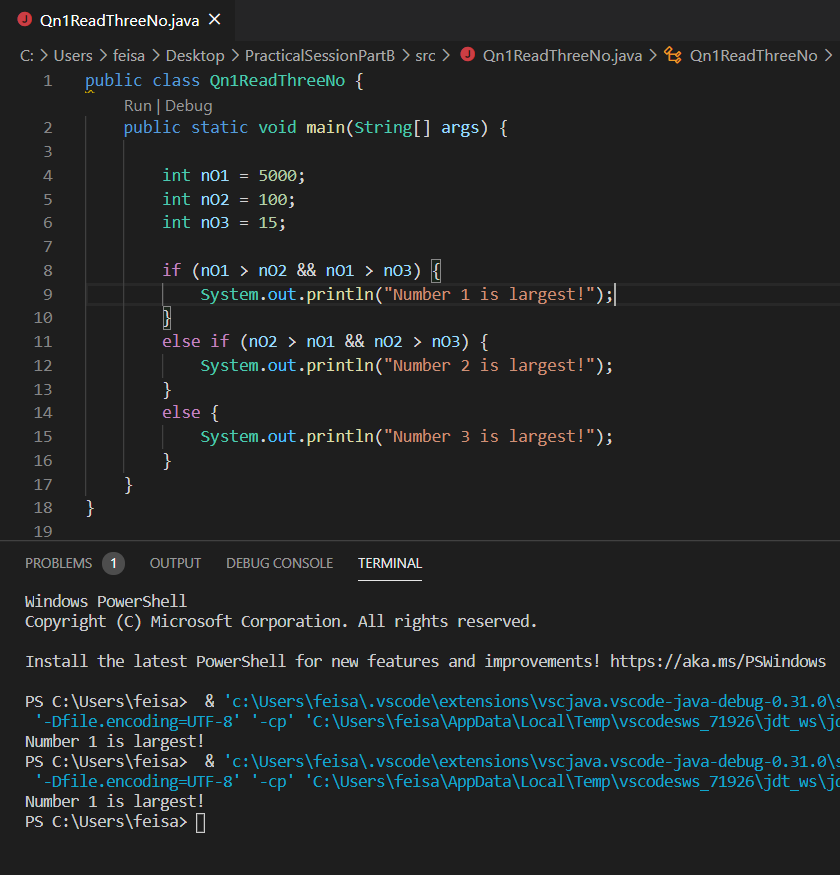 Qn1ReadThreeNo.java ✕
C: > Users > feisa > Desktop > PracticalSessionPartB > src > Qn1ReadThreeNo.java > Qn1ReadThreeNo >
1 public class Qn1ReadThreeNo {
Run | Debug
2 public static void main(String[] args) {
3
4 int nO1 = 5000;
5 int nO2 = 100;
6 int nO3 = 15;
7
8 if (nO1 > nO2 && nO1 > nO3) {
9 System.out.println("Number 1 is largest!");
10 }
11 else if (nO2 > nO1 && nO2 > nO3) {
12 System.out.println("Number 2 is largest!");
13 }
14 else {
15 System.out.println("Number 3 is largest!");
16 }
17 }
18 }
19
PROBLEMS 1 OUTPUT DEBUG CONSOLE TERMINAL
Windows PowerShell
Copyright (C) Microsoft Corporation. All rights reserved.
Install the latest PowerShell for new features and improvements! https://aka.ms/PSWindows
PS C:\Users\feisa> & 'c:\Users\feisa\.vscode\extensions\vscjava.vscode-java-debug-0.31.0\s
'-Dfile.encoding=UTF-8' '-cp' 'C:\Users\feisa\AppData\Local\Temp\vscodesws_71926\jdt_ws\jd
Number 1 is largest!
PS C:\Users\feisa> & 'c:\Users\feisa\.vscode\extensions\vscjava.vscode-java-debug-0.31.0\s
'-Dfile.encoding=UTF-8' '-cp' 'C:\Users\feisa\AppData\Local\Temp\vscodesws_71926\jdt_ws\jd
Number 1 is largest!
PS C:\Users\feisa>